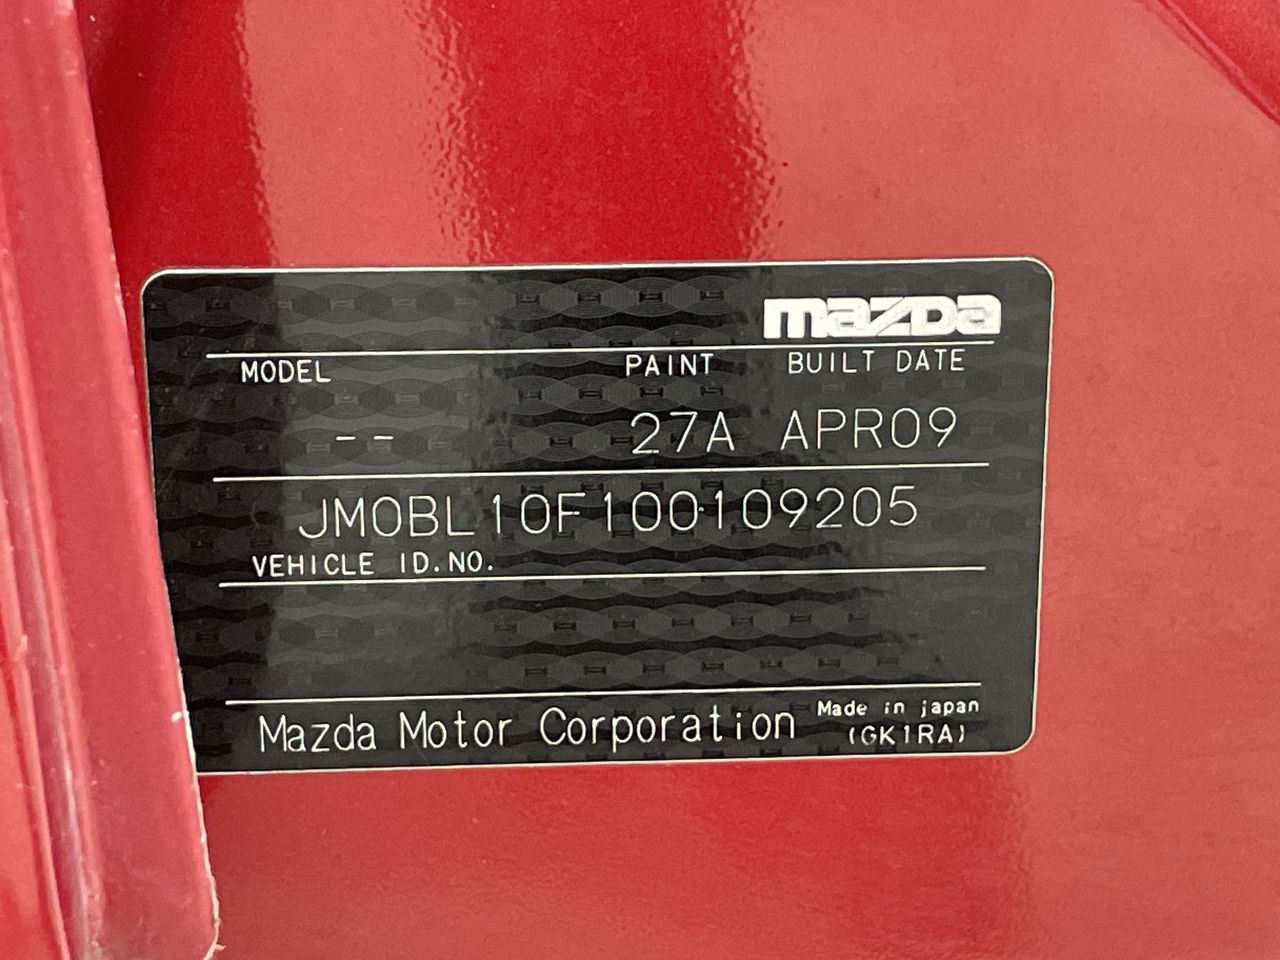 mazda
MODEL PAINT BUILT DATE
-- 27A APR09
JM0BL10F100109205
VEHICLE ID.NO.
Mazda Motor Corporation Made in japan
(GK1RA)